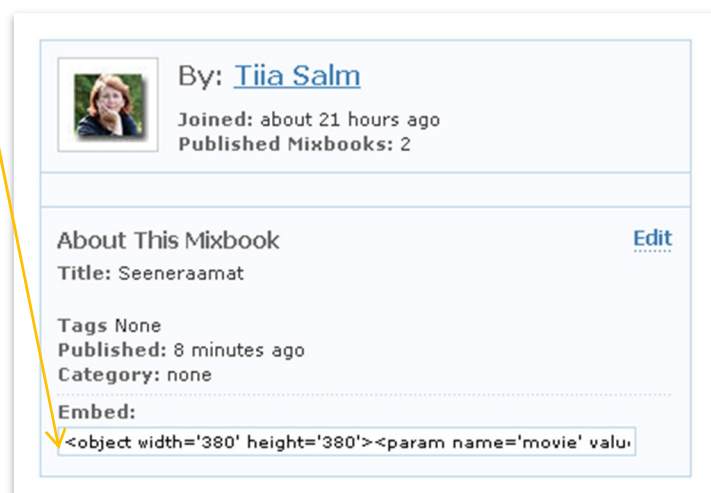 By: Tiia Salm
Joined: about 21 hours ago
Published Mixbooks: 2
About This Mixbook
Edit
Title: Seeneraamat
Tags None
Published: 8 minutes ago
Category: none
Embed:
<object width='380' height='380'><param name='movie' valu